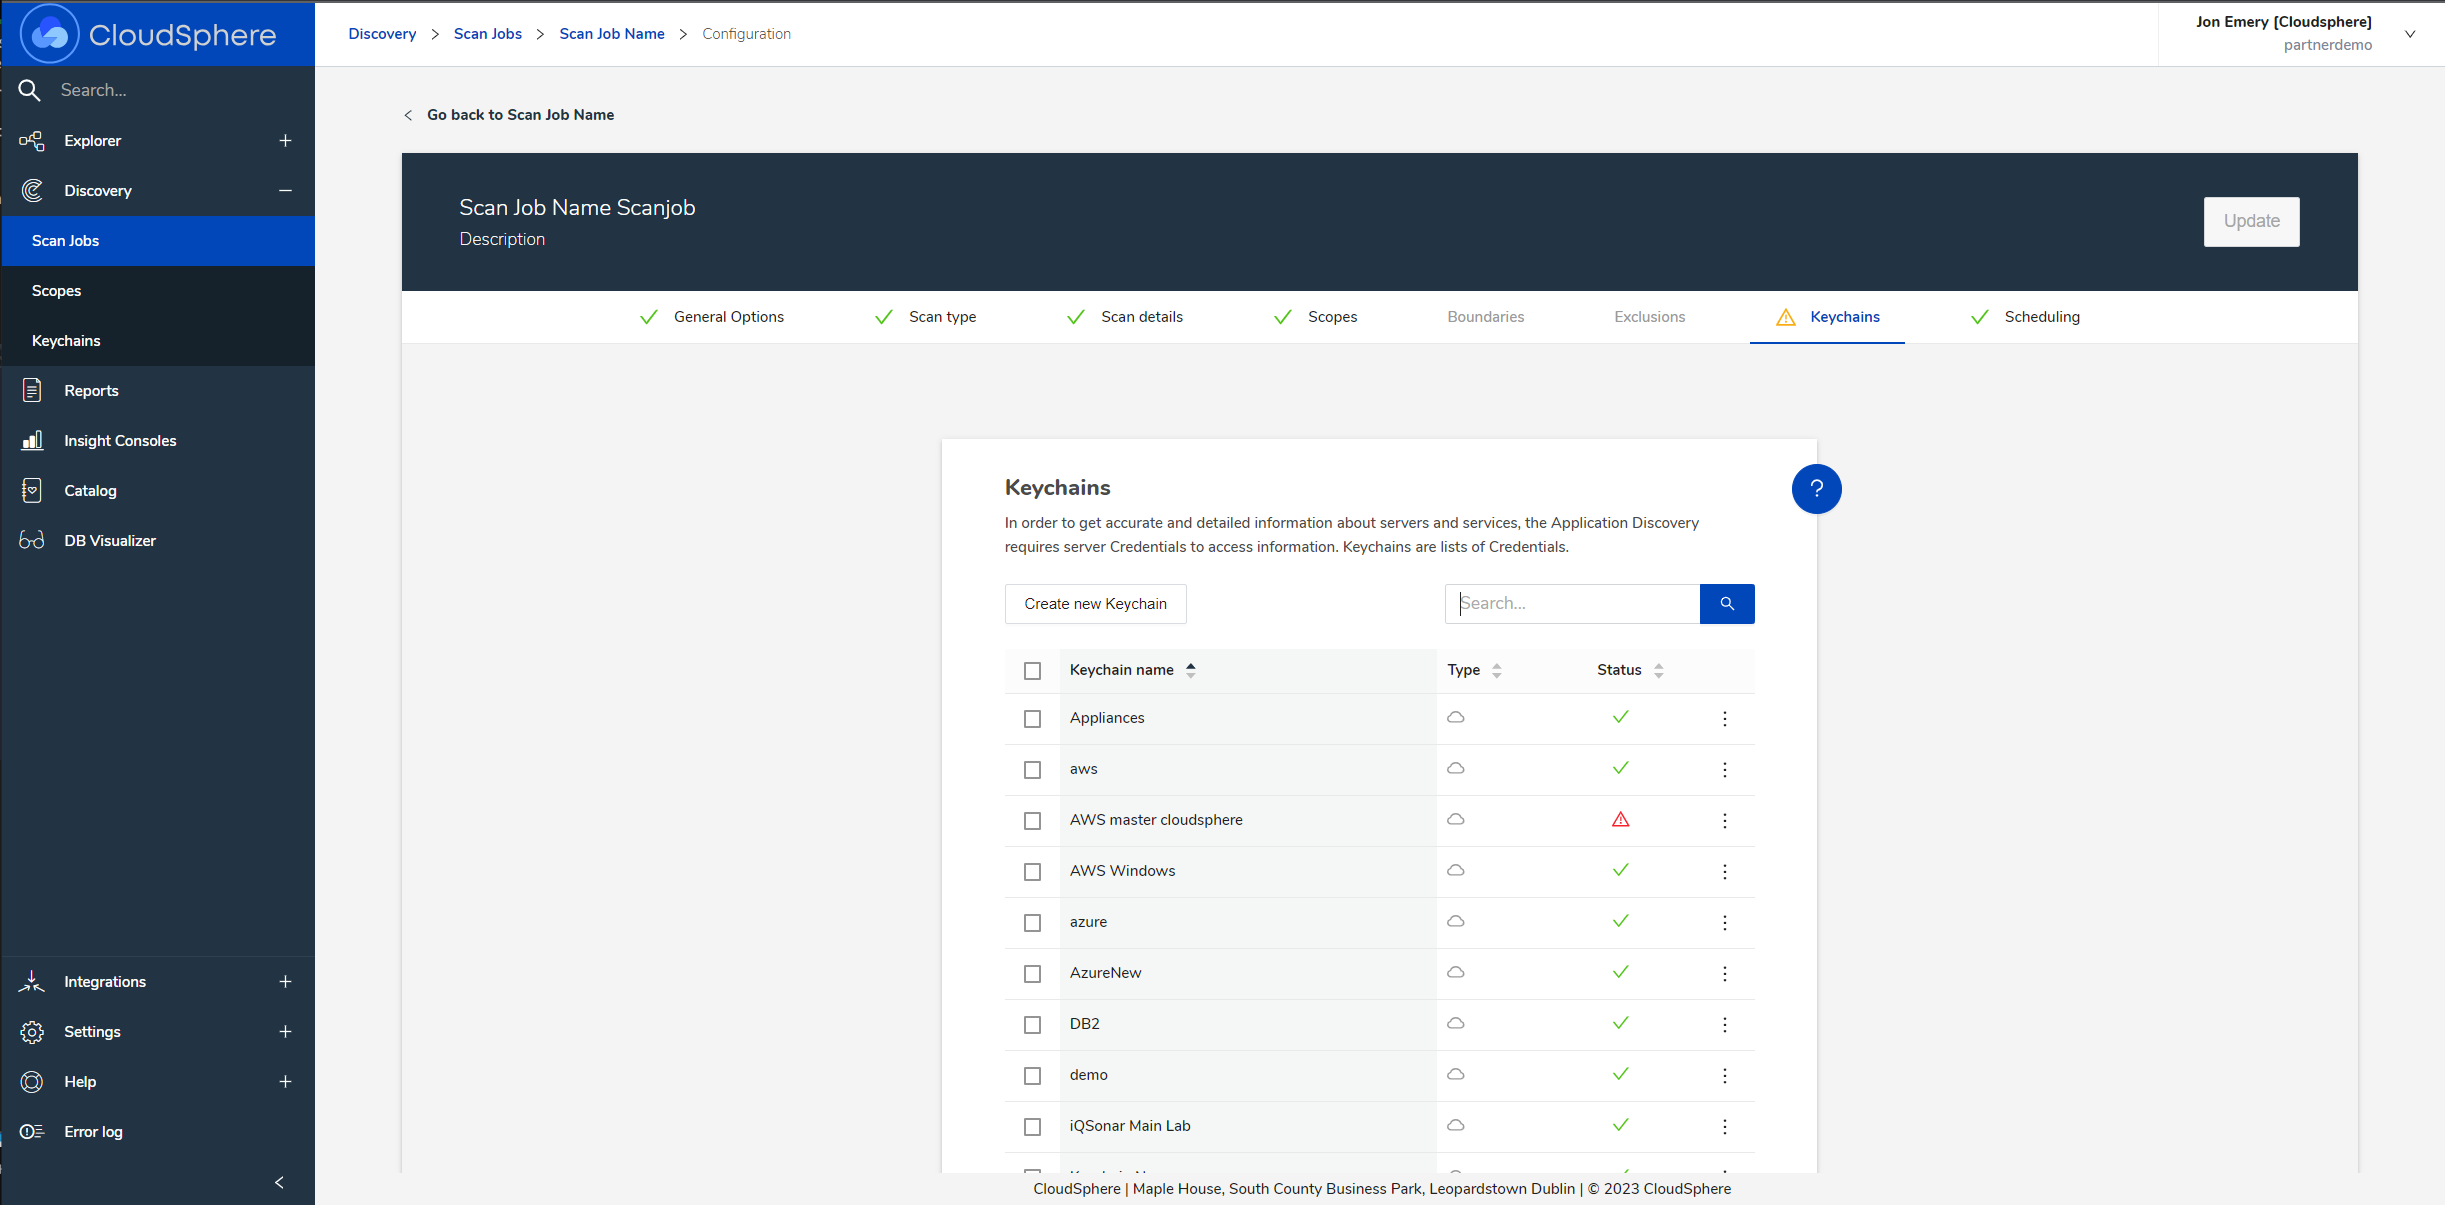 CloudSphere
Discovery > Scan Jobs > Scan Job Name > Configuration
Jon Emery [Cloudsphere]
partnerdemo
Search...
Explorer
Discovery
Scan Jobs
Scopes
Keychains
Reports
Insight Consoles
Catalog
DB Visualizer
Integrations
Settings
Help
Error log
Go back to Scan Job Name
Scan Job Name Scanjob
Description
Update
General Options
Scan type
Scan details
Scopes
Boundaries
Exclusions
Keychains
Scheduling
Keychains
?
In order to get accurate and detailed information about servers and services, the Application Discovery
requires server Credentials to access information. Keychains are lists of Credentials.
Create new Keychain
Search...
Keychain name Type Status
Appliances
aws
AWS master cloudsphere
AWS Windows
azure
AzureNew
DB2
demo
iQSonar Main Lab
CloudSphere | Maple House, South County Business Park, Leopardstown Dublin | © 2023 CloudSphere